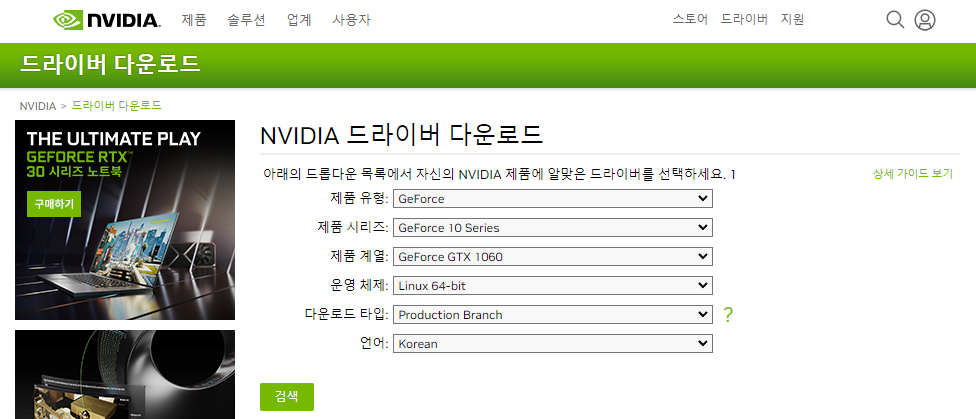 NVIDIA. 제품 솔루션 업계 사용자 스토어 드라이버 지원
드라이버 다운로드
NVIDIA > 드라이버 다운로드
THE ULTIMATE PLAY
GEFORCE RTX™
30 시리즈 노트북
구매하기
NVIDIA 드라이버 다운로드
아래의 드롭다운 목록에서 자신의 NVIDIA 제품에 알맞은 드라이버를 선택하세요. 1 상세 가이드 보기
제품 유형: GeForce
제품 시리즈: GeForce 10 Series
제품 계열: GeForce GTX 1060
운영 체제: Linux 64-bit
다운로드 타입: Production Branch ?
언어: Korean
검색